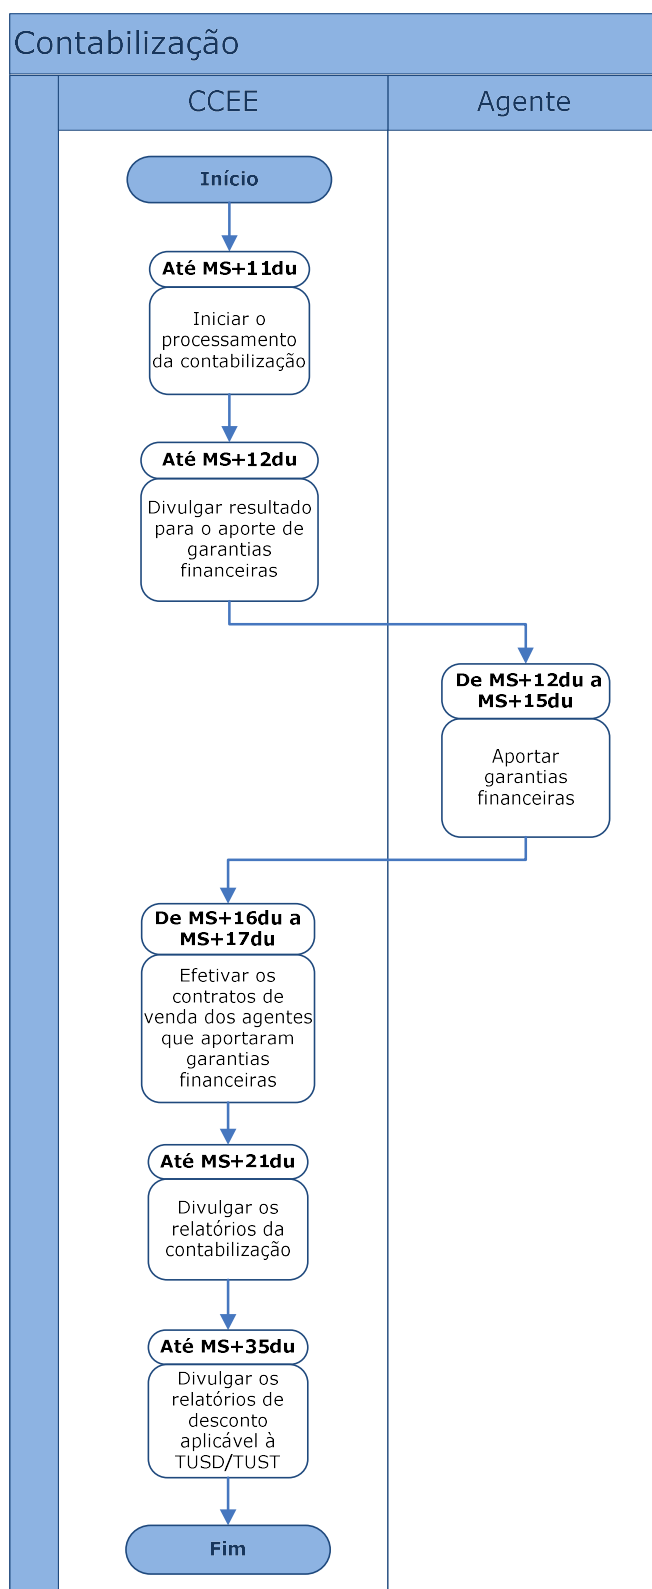 Contabilização
CCEE
Agente
Início
Até MS+11du
Iniciar o
processamento
da contabilização
Até MS+12du
Divulgar resultado
para o aporte de
garantias
financeiras
De MS+12du a
MS+15du
Aportar
garantias
financeiras
De MS+16du a
MS+17du
Efetivar os
contratos de
venda dos agentes
que aportaram
garantias
financeiras
Até MS+21du
Divulgar os
relatórios da
contabilização
Até MS+35du
Divulgar os
relatórios de
desconto
aplicável à
TUSD/TUST
Fim